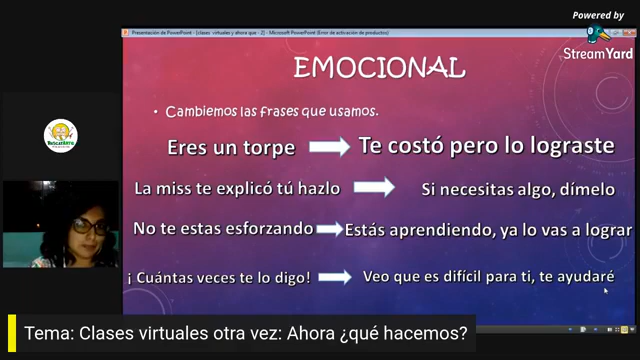 Powered by
StreamYard
Presentación de PowerPoint - [clases virtuales y ahora que - 2] - Microsoft PowerPoint (Error de activación de productos)
EMOCIONAL
• Cambiemos las frases que usamos.
Eres un torpe
Te costó pero lo lograste
La miss te explicó tú hazlo
Si necesitas algo, dímelo
No te estas esforzando
Estás aprendiendo, ya lo vas a lograr
¡ Cuántas veces te lo digo!
Veo que es difícil para ti, te ayudaré
Tema: Clases virtuales otra vez: Ahora ¿qué hacemos?